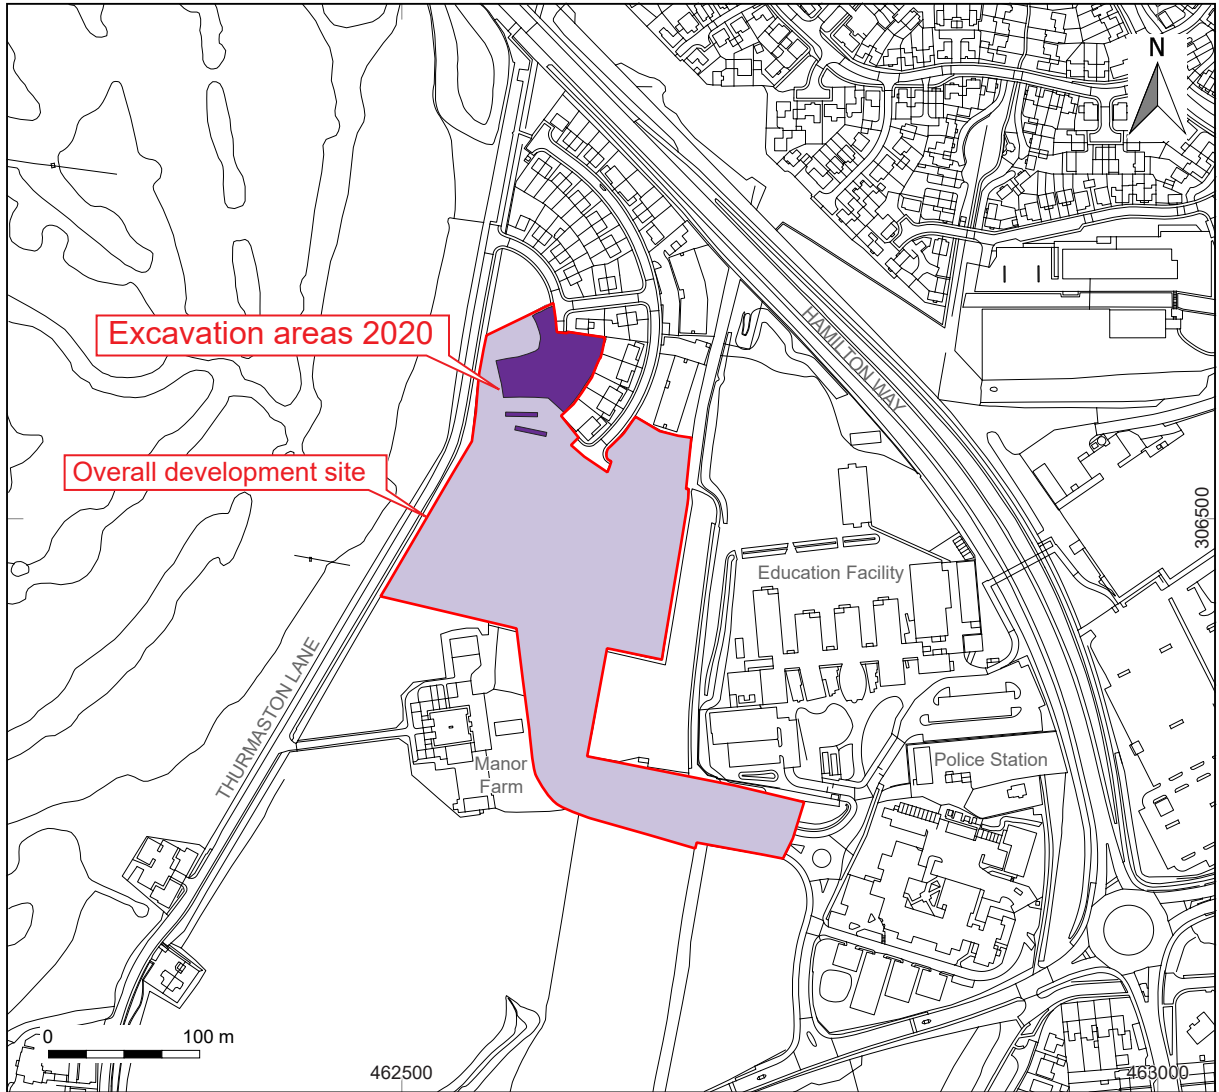 N
HAMILTON WAY
Excavation areas 2020
Overall development site
306500
Education Facility
THURMASTON LANE
Manor
Farm
Police Station
0 100 m
462500
463000